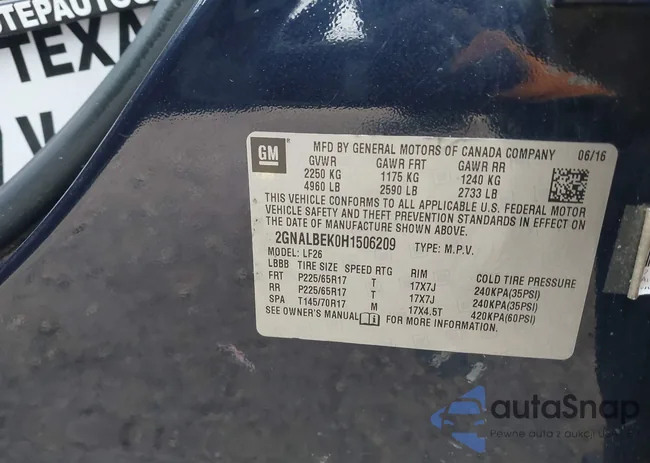 OTEPAUTOS
TEXA
GM
MFD BY GENERAL MOTORS OF CANADA COMPANY 06/16
GVWR GAWR FRT GAWR RR
2250 KG 1175 KG 1240 KG
4960 LB 2590 LB 2733 LB
THIS VEHICLE CONFORMS TO ALL APPLICABLE U.S. FEDERAL MOTOR
VEHICLE SAFETY AND THEFT PREVENTION STANDARDS IN EFFECT ON
THE DATE OF MANUFACTURE SHOWN ABOVE.
2GNALBEK0H1506209 TYPE: M.P.V.
MODEL: LF26
LBBB TIRE SIZE SPEED RTG RIM COLD TIRE PRESSURE
FRT P225/65R17 T 17X7J 240KPA(35PSI)
RR P225/65R17 T 17X7J 240KPA(35PSI)
SPA T145/70R17 M 17X4.5T 420KPA(60PSI)
SEE OWNER'S MANUAL FOR MORE INFORMATION.
autoSnap
Pewne auta z aukcji U